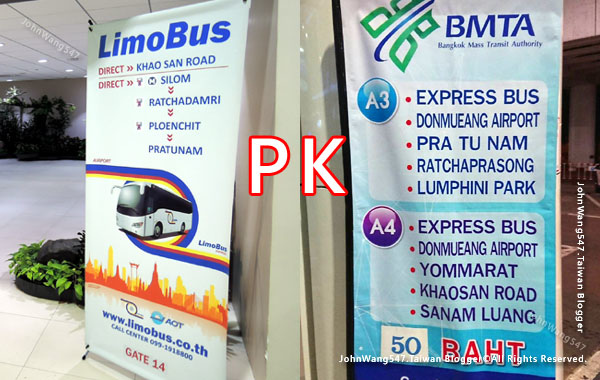 LimoBus
DIRECT > KHAO SAN ROAD
DIRECT > SILOM
RATCHADAMRI
PLOENCHIT
PRATUNAM
LimoBus
AOT
www.limobus.co.th
CALL CENTER 099-1918800
GATE 14
PK
BMTA
Bangkok Mass Transit Authority
A3
• EXPRESS BUS
• DONMUEANG AIRPORT
• PRA TU NAM
• RATCHAPRASONG
• LUMPHINI PARK
A4
• EXPRESS BUS
• DONMUEANG AIRPORT
• YOMMARAT
• KHAOSAN ROAD
• SANAM LUANG
50 BAHT
JohnWang547.Taiwan Blogger
JohnWang547.Taiwan Blogger©All Rights Reserved.
JohnWang547
JohnWang547